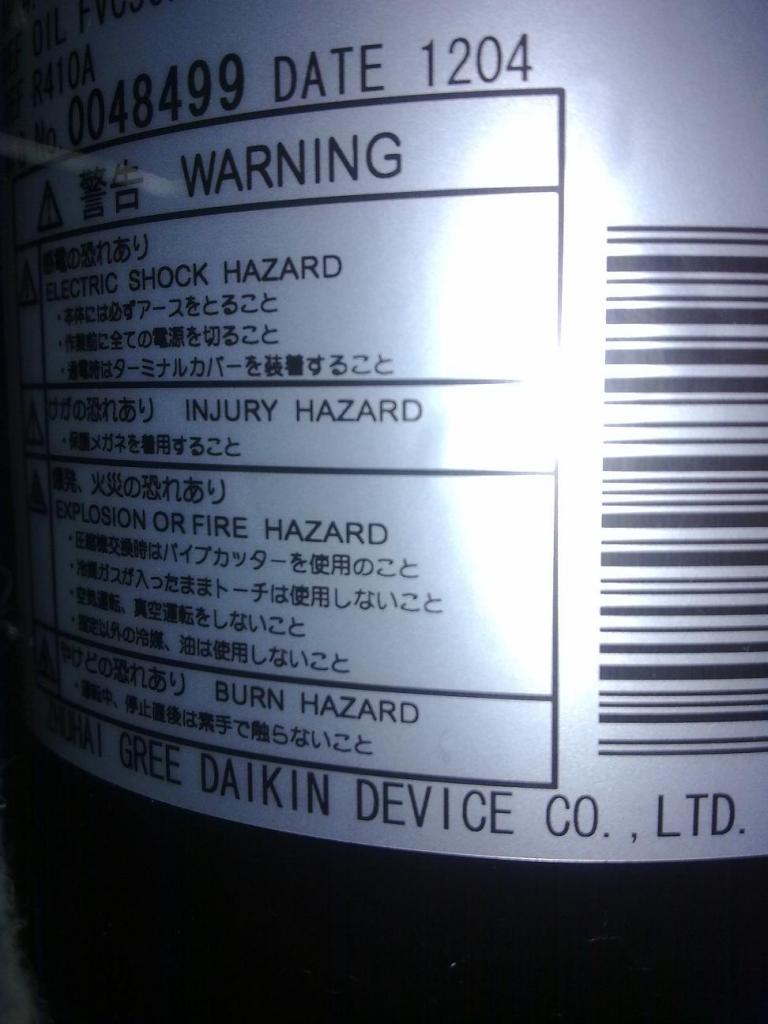 OIL
R410A
No. 0048499 DATE 1204
警告 WARNING
感電の恐れあり
ELECTRIC SHOCK HAZARD
・本体には必ずアースをとること
・作業前に全ての電源を切ること
・通電時はターミナルカバーを装着すること
けがの恐れあり INJURY HAZARD
・保護メガネを着用すること
爆発、火災の恐れあり
EXPLOSION OR FIRE HAZARD
・圧縮機交換時はパイプカッターを使用のこと
・冷媒ガスが入ったままトーチは使用しないこと
・空気運転、真空運転をしないこと
・指定以外の冷媒、油は使用しないこと
やけどの恐れあり BURN HAZARD
・運転中、停止直後は素手で触らないこと
ZHUHAI GREE DAIKIN DEVICE CO., LTD.